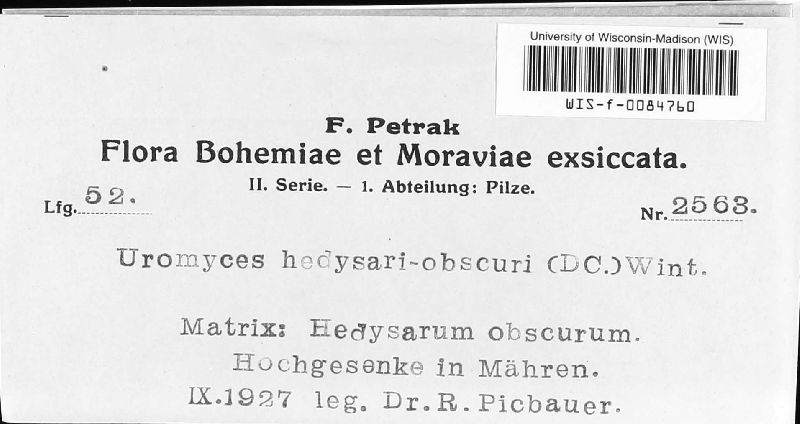 University of Wisconsin-Madison (WIS)
WIS-f-0084760
F. Petrak
Flora Bohemiae et Moraviae exsiccata.
II. Serie. — 1. Abteilung: Pilze.
Lfg. 52.
Nr. 2563.
Uromyces hedysari-obscuri (DC.) Wint.
Matrix: Hedysarum obscurum.
Hochgesenke in Mähren.
IX.1927 leg. Dr. R. Picbauer.